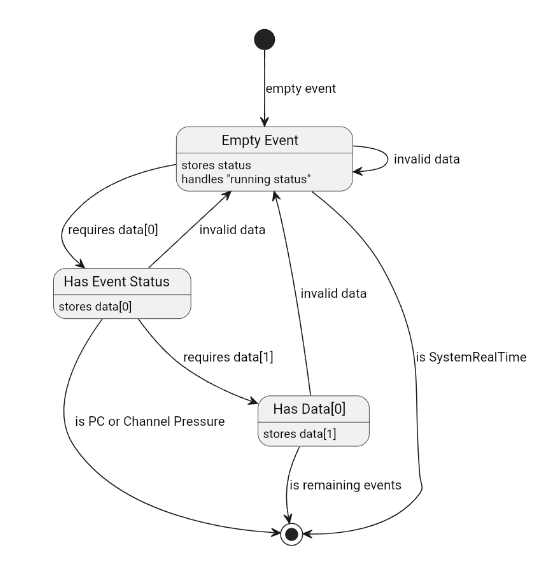 empty event
Empty Event
stores status
handles "running status"
invalid data
requires data[0]
invalid data
Has Event Status
stores data[0]
invalid data
requires data[1]
is SystemRealTime
Has Data[0]
stores data[1]
is PC or Channel Pressure
is remaining events